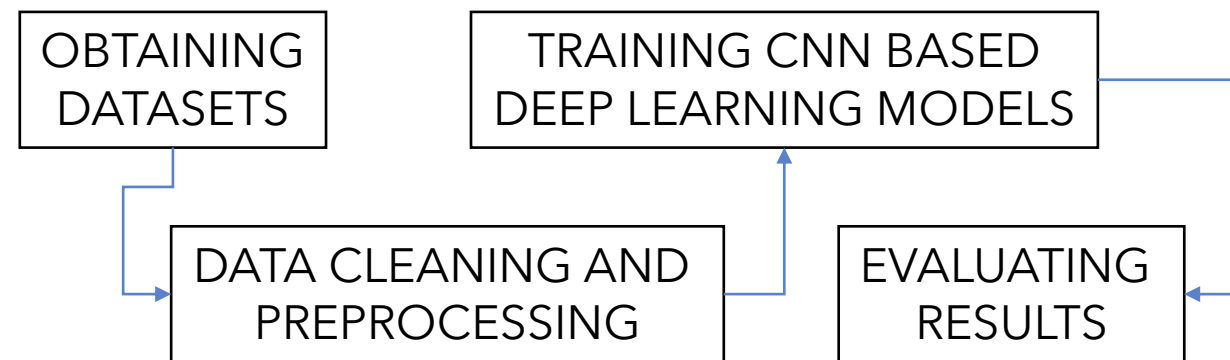 OBTAINING
DATASETS
TRAINING CNN BASED
DEEP LEARNING MODELS
DATA CLEANING AND
PREPROCESSING
EVALUATING
RESULTS